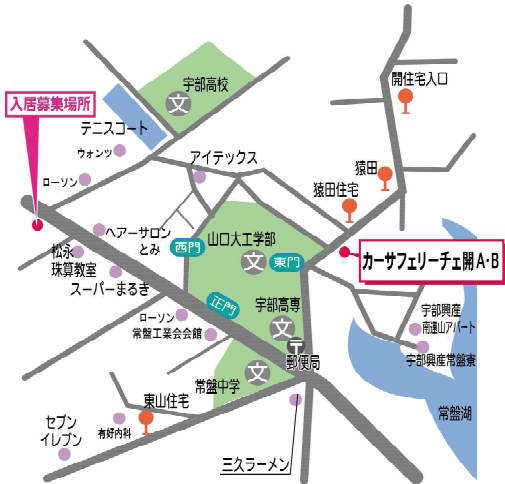 宇部高校
文
開住宅入口
入居募集場所
テニスコート
ウォンツ
アイテックス
猿田
ローソン
猿田住宅
ヘアーサロン
とみ
西門
山口大工学部
文
東門
カーサフェリーチェ開A・B
松永
珠算教室
スーパーまるき
正門
宇部高専
文
ローソン
常盤工業会会館
〒
郵便局
宇部興産
南遠山アパート
宇部興産常盤寮
常盤中学
文
東山住宅
常盤湖
セブン
イレブン
有好内科
三久ラーメン